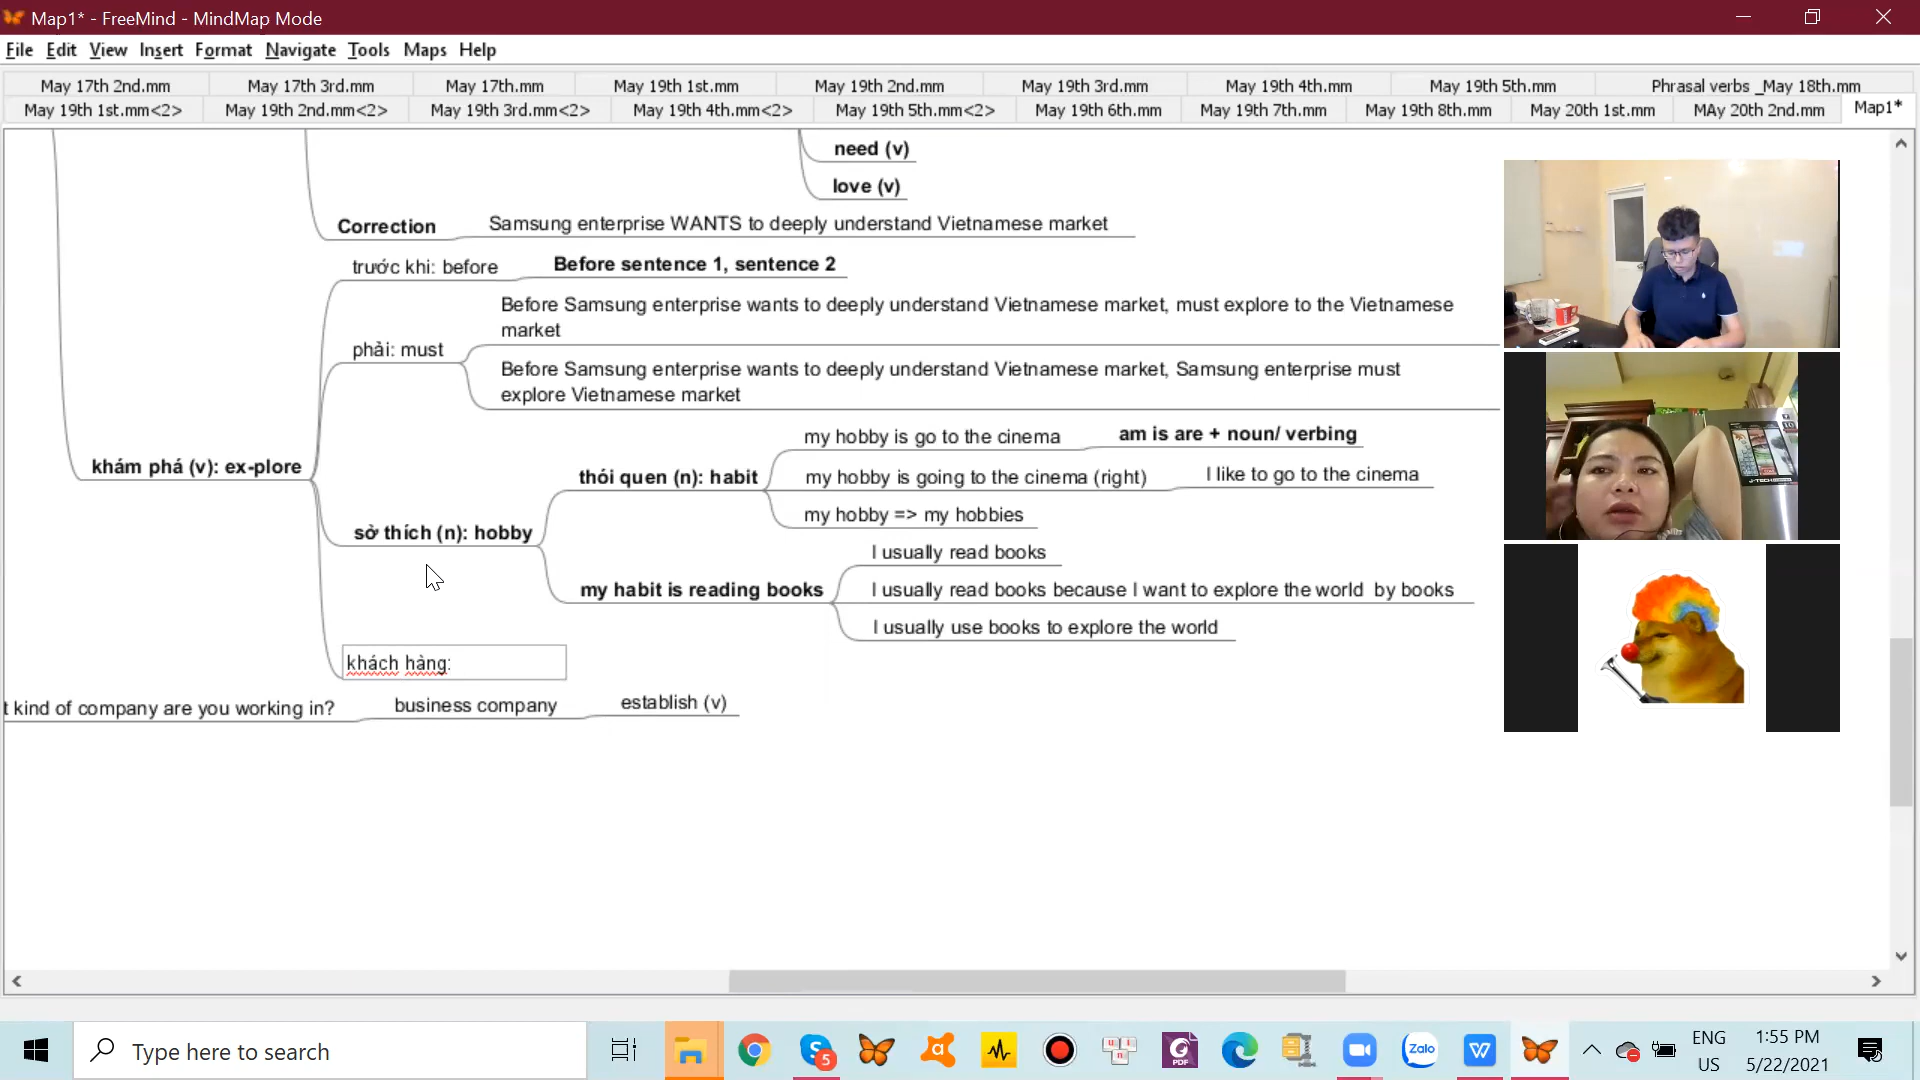 Map1* - FreeMind - MindMap Mode
File Edit View Insert Format Navigate Tools Maps Help
May 17th 2nd.mm May 17th 3rd.mm May 17th.mm May 19th 1st.mm May 19th 2nd.mm May 19th 3rd.mm May 19th 4th.mm May 19th 5th.mm Phrasal verbs _May 18th.mm
May 19th 1st.mm<2> May 19th 2nd.mm<2> May 19th 3rd.mm<2> May 19th 4th.mm<2> May 19th 5th.mm<2> May 19th 6th.mm May 19th 7th.mm May 19th 8th.mm May 20th 1st.mm MAy 20th 2nd.mm Map1*
need (v)
love (v)
Correction Samsung enterprise WANTS to deeply understand Vietnamese market
trước khi: before Before sentence 1, sentence 2
Before Samsung enterprise wants to deeply understand Vietnamese market, must explore to the Vietnamese
market
phải: must
Before Samsung enterprise wants to deeply understand Vietnamese market, Samsung enterprise must
explore Vietnamese market
my hobby is go to the cinema am is are + noun/ verbing
khám phá (v): ex-plore
thói quen (n): habit my hobby is going to the cinema (right) I like to go to the cinema
my hobby => my hobbies
sở thích (n): hobby
I usually read books
my habit is reading books I usually read books because I want to explore the world by books
I usually use books to explore the world
khách hàng:
t kind of company are you working in? business company establish (v)
Type here to search
5
PDF
Zalo
W
ENG
US
1:55 PM
5/22/2021